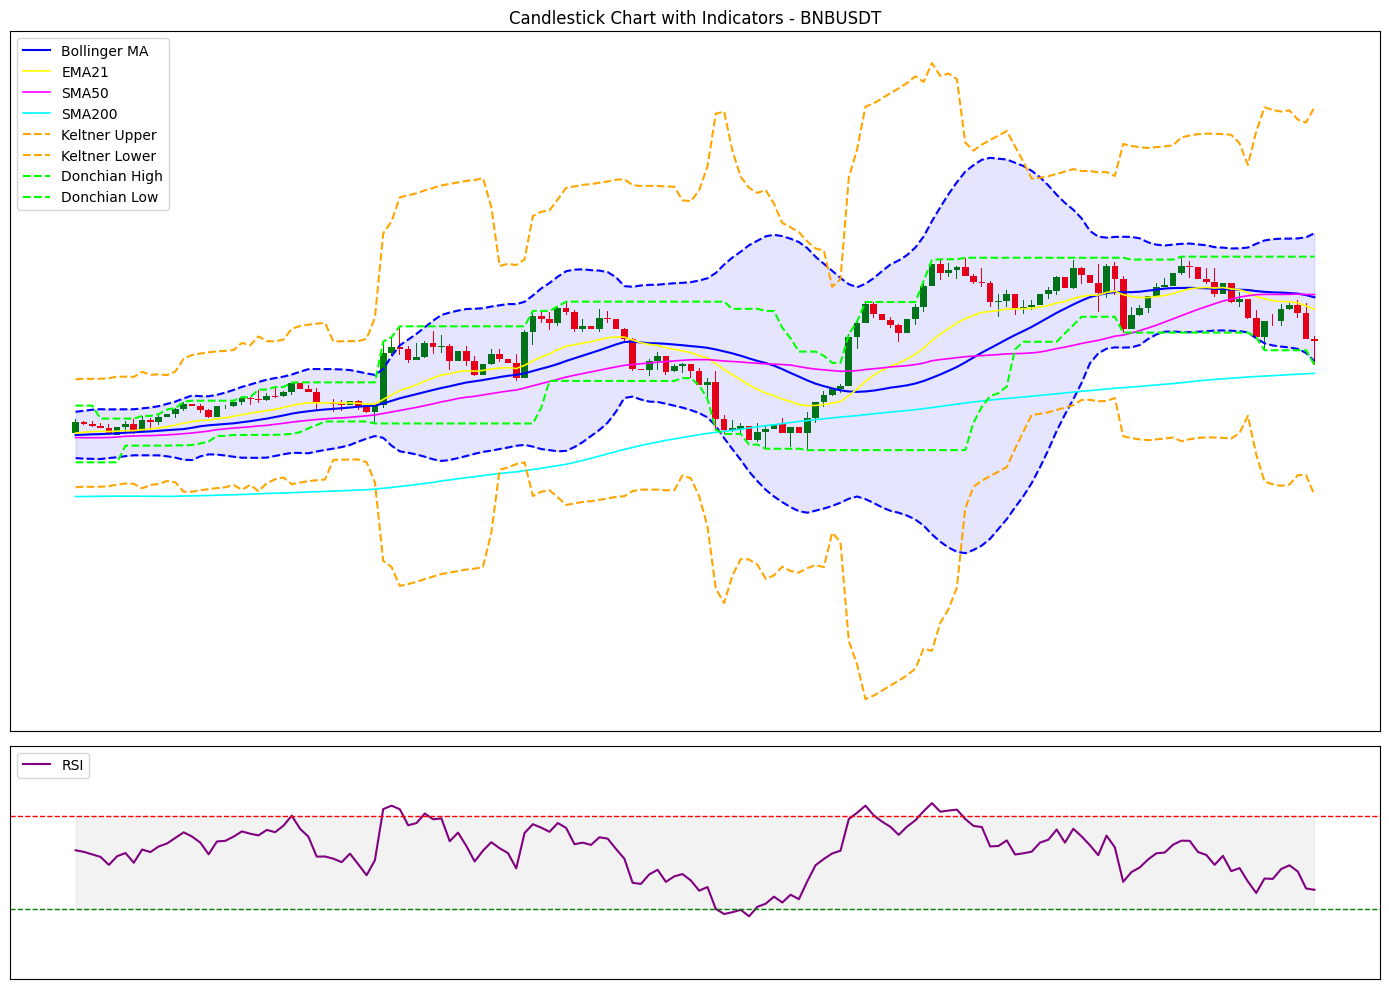 Candlestick Chart with Indicators - BNBUSDT
Bollinger MA
EMA21
SMA50
SMA200
Keltner Upper
Keltner Lower
Donchian High
Donchian Low
RSI